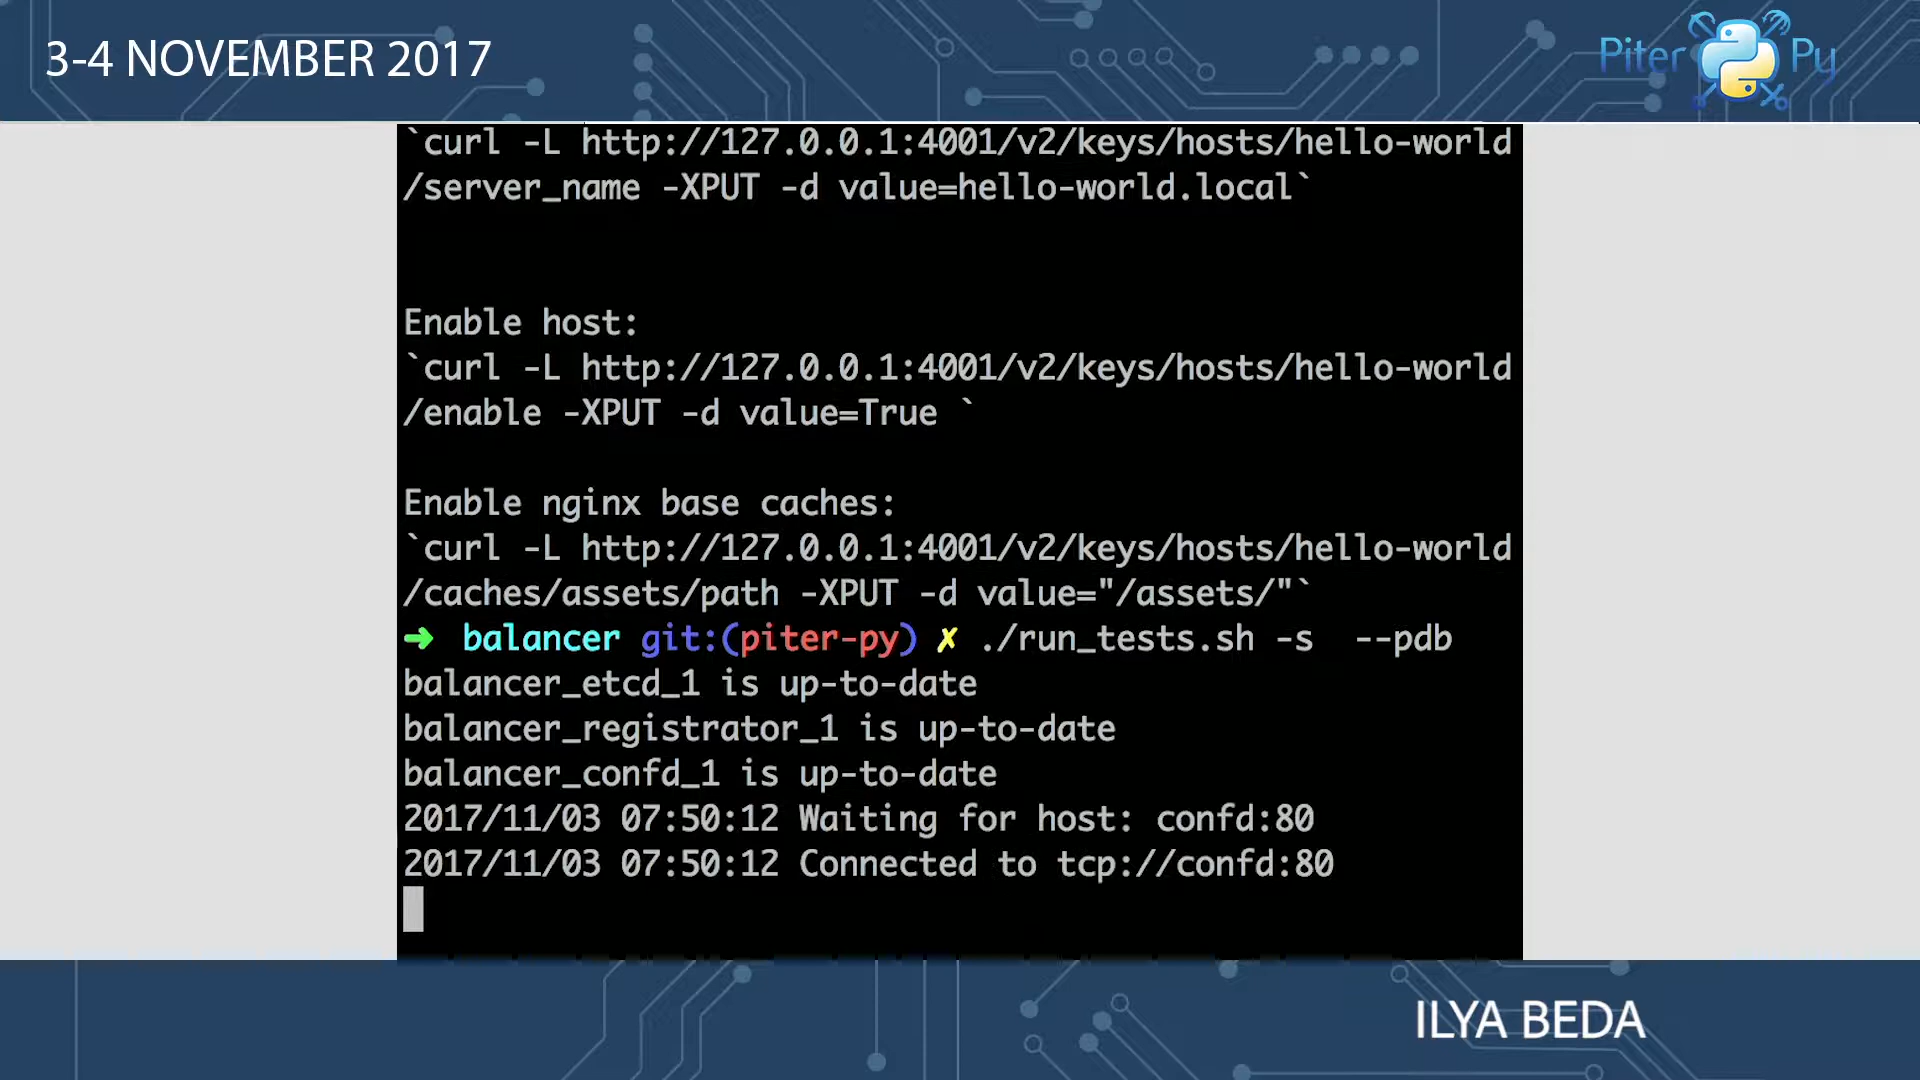 3-4 NOVEMBER 2017
Piter Py
`curl -L http://127.0.0.1:4001/v2/keys/hosts/hello-world
/server_name -XPUT -d value=hello-world.local`
Enable host:
`curl -L http://127.0.0.1:4001/v2/keys/hosts/hello-world
/enable -XPUT -d value=True `
Enable nginx base caches:
`curl -L http://127.0.0.1:4001/v2/keys/hosts/hello-world
/caches/assets/path -XPUT -d value="/assets/"`
➜  balancer git:(piter-py) ✗ ./run_tests.sh -s  --pdb
balancer_etcd_1 is up-to-date
balancer_registrator_1 is up-to-date
balancer_confd_1 is up-to-date
2017/11/03 07:50:12 Waiting for host: confd:80
2017/11/03 07:50:12 Connected to tcp://confd:80
ILYA BEDA